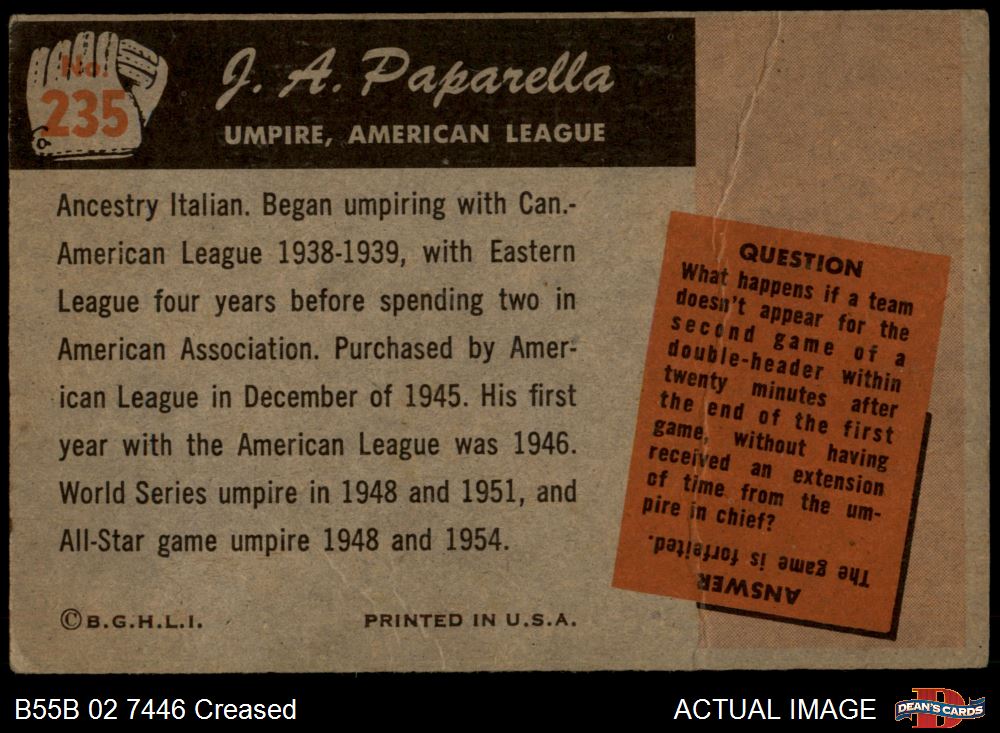 No.
235
J. A. Paparella
UMPIRE, AMERICAN LEAGUE
Ancestry Italian. Began umpiring with Can.-
American League 1938-1939, with Eastern
League four years before spending two in
American Association. Purchased by Amer-
ican League in December of 1945. His first
year with the American League was 1946.
World Series umpire in 1948 and 1951, and
All-Star game umpire 1948 and 1954.
©B.G.H.L.I.
PRINTED IN U.S.A.
QUESTION
What happens if a team
doesn't appear for the
second game of a
double-header within
twenty minutes after
the end of the first
game, without having
received an extension
of time from the um-
pire in chief?
ANSWER
The game is forfeited.
B55B 02 7446 Creased
ACTUAL IMAGE
D
DEAN'S CARDS